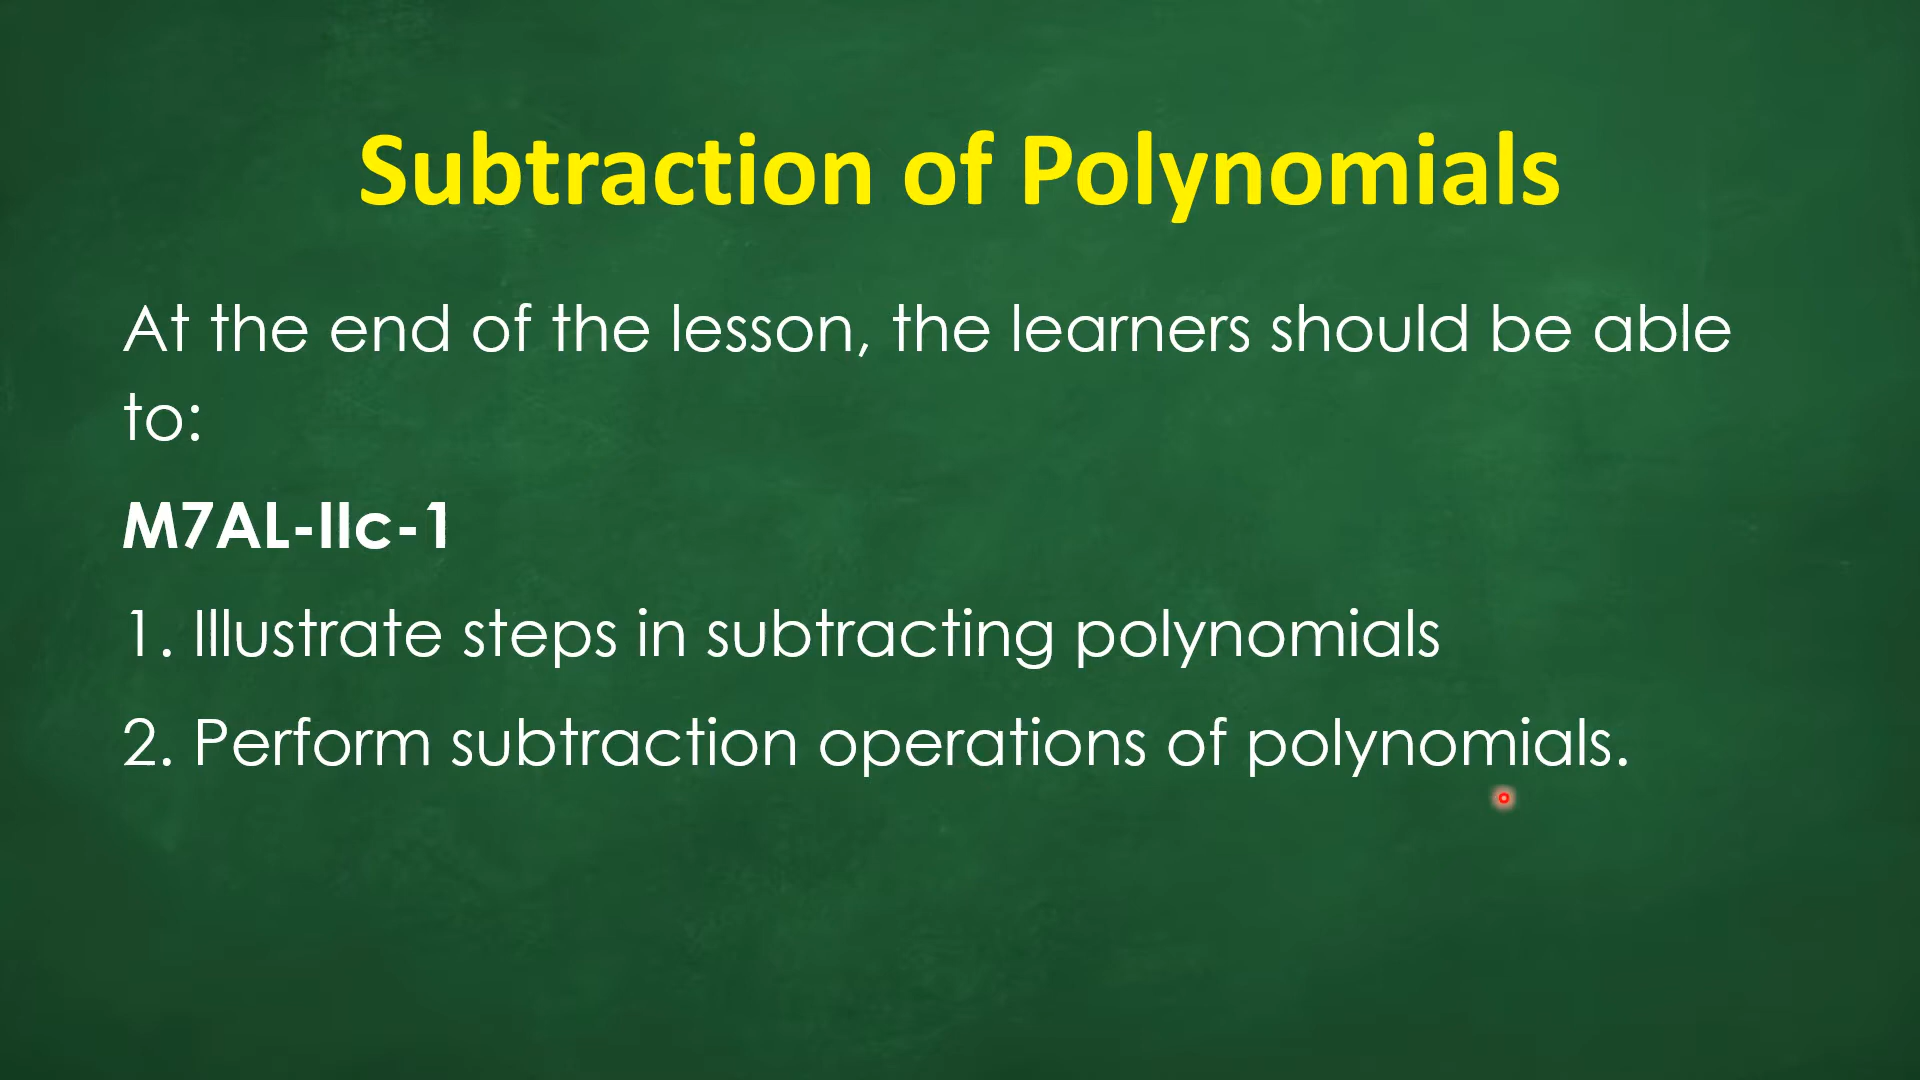 Subtraction of Polynomials
At the end of the lesson, the learners should be able
to:
M7AL-IIc-1
1. Illustrate steps in subtracting polynomials
2. Perform subtraction operations of polynomials.